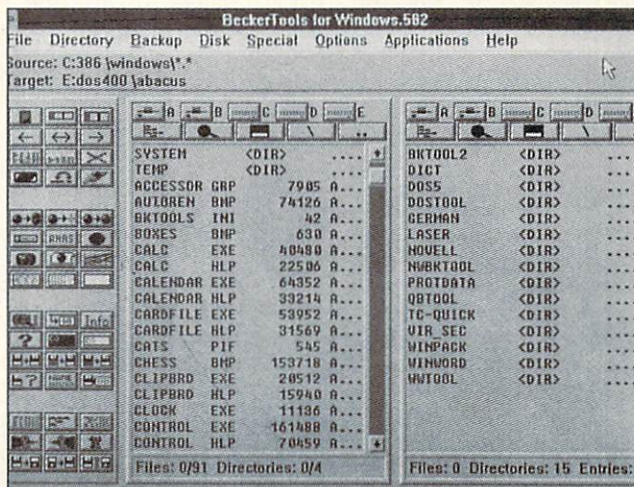 BeckerTools for Windows.582
File Directory Backup Disk Special Options Applications Help
Source: C:386 \windows\*.*
Target: E:dos400 \abacus
A B C D E
\ ..
SYSTEM <DIR> ....
TEMP <DIR> ....
ACCESSOR GRP 7905 A...
AUTOREN BMP 74126 A...
BKTOOLS INI 42 A...
BOXES BMP 630 A...
CALC EXE 40480 A...
CALC HLP 22506 A...
CALENDAR EXE 64352 A...
CALENDAR HLP 33214 A...
CARDFILE EXE 53952 A...
CARDFILE HLP 31569 A...
CATS PIF 545 A...
CHESS BMP 153718 A...
CLIPBRD EXE 20512 A...
CLIPBRD HLP 15940 A...
CLOCK EXE 11136 A...
CONTROL EXE 161488 A...
CONTROL HLP 70459 A...
Files: 0/91 Directories: 0/4
A B C D
\
BKTOOL2 <DIR> ...
DICT <DIR> ...
DOS5 <DIR> ...
DOSTOOL <DIR> ...
GERMAN <DIR> ...
LASER <DIR> ...
NOVELL <DIR> ...
NWBKTOOL <DIR> ...
PROTDATA <DIR> ...
QBTOOL <DIR> ...
TC-QUICK <DIR> ...
VIR_SEC <DIR> ...
WINPACK <DIR> ...
WINWORD <DIR> ...
WWTOOL <DIR> ...
Files: 0 Directories: 15 Entries:
Info
?